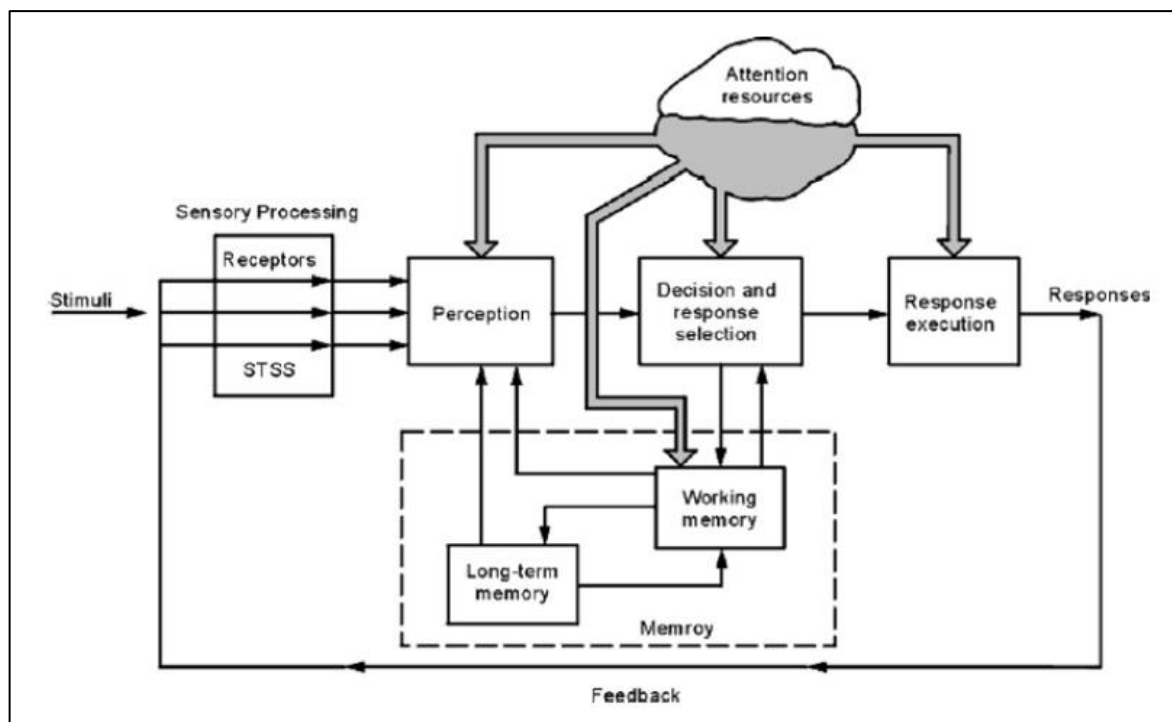 Attention
resources
Sensory Processing
Receptors
Stimuli
STSS
Perception
Decision and
response
selection
Response
execution
Responses
Working
memory
Long-term
memory
Memroy
Feedback